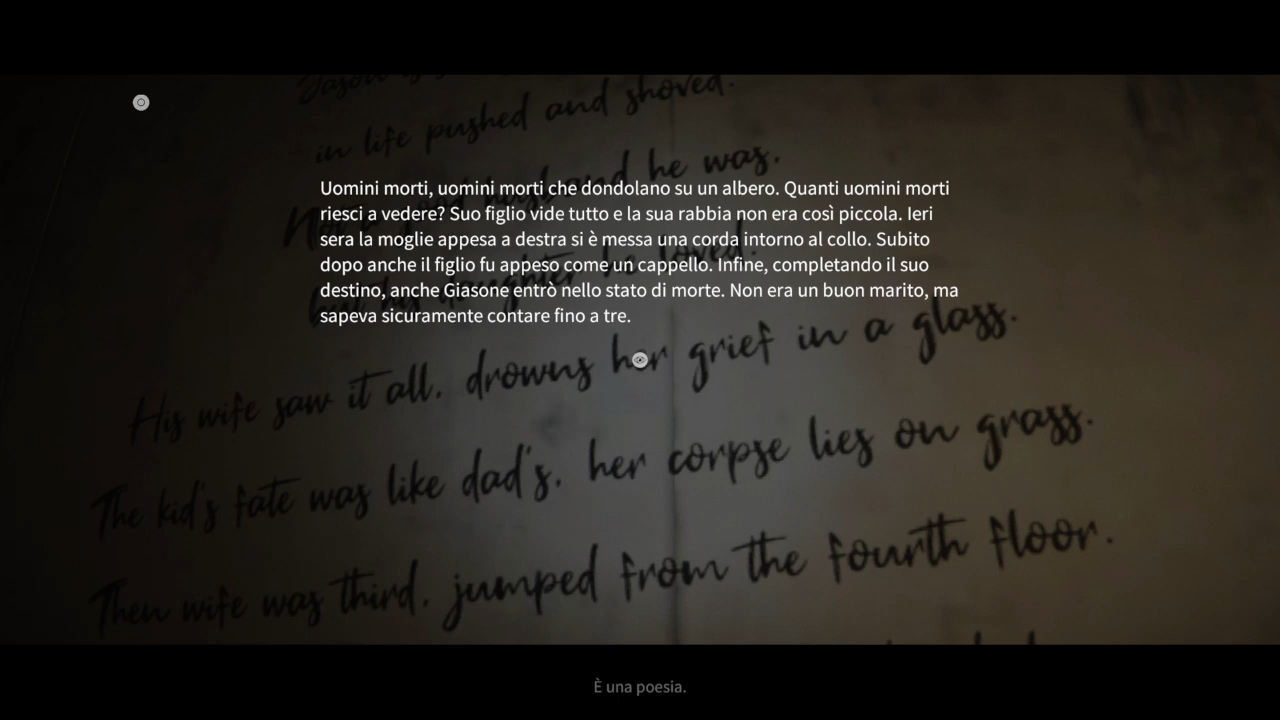 in life pushed and shoved.
he was.
Uomini morti, uomini morti che dondolano su un albero. Quanti uomini morti
riesci a vedere? Suo figlio vide tutto e la sua rabbia non era così piccola. Ieri
sera la moglie appesa a destra si è messa una corda intorno al collo. Subito
dopo anche il figlio fu appeso come un cappello. Infine, completando il suo
destino, anche Giasone entrò nello stato di morte. Non era un buon marito, ma
sapeva sicuramente contare fino a tre.
His wife saw it all, drowns her grief in a glass.
The kid's fate was like dad's, her corpse lies on grass.
Then wife was third, jumped from the fourth floor.
È una poesia.